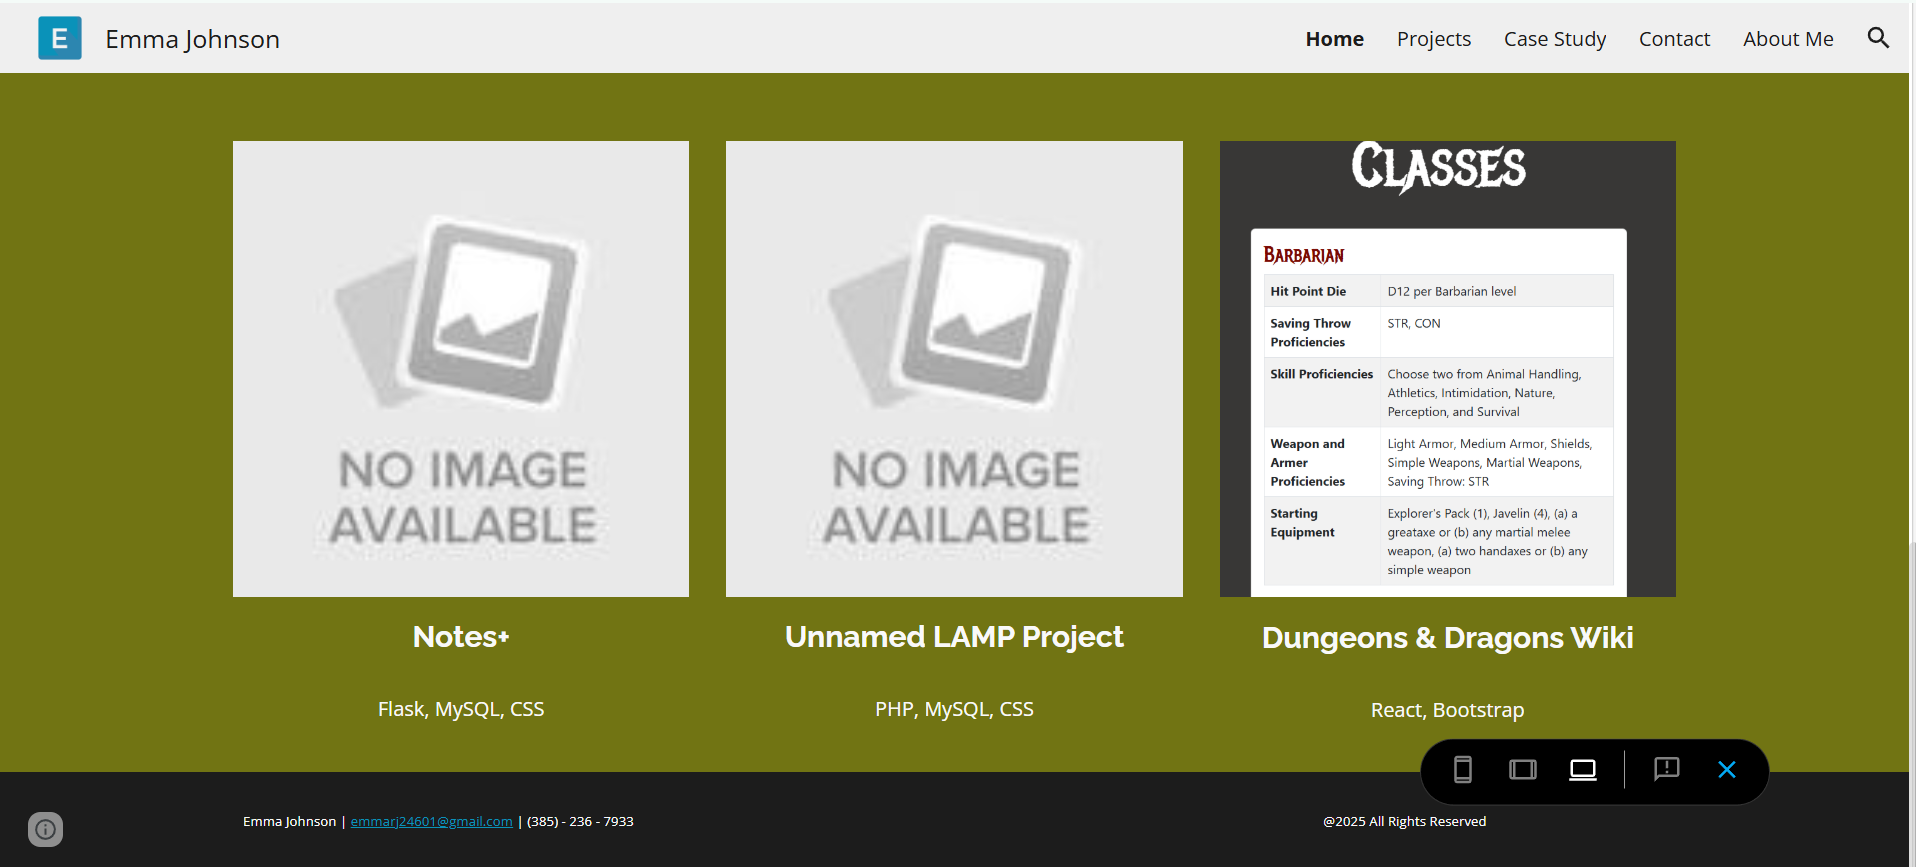 E
Emma Johnson
Home Projects Case Study Contact About Me
NO IMAGE
AVAILABLE
Notes+
Flask, MySQL, CSS
NO IMAGE
AVAILABLE
Unnamed LAMP Project
PHP, MySQL, CSS
CLASSES
BARBARIAN
Hit Point Die D12 per Barbarian level
Saving Throw STR, CON
Proficiencies
Skill Proficiencies Choose two from Animal Handling,
Athletics, Intimidation, Nature,
Perception, and Survival
Weapon and Light Armor, Medium Armor, Shields,
Armer Simple Weapons, Martial Weapons,
Proficiencies Saving Throw: STR
Starting Explorer's Pack (1), Javelin (4), (a) a
Equipment greataxe or (b) any martial melee
weapon, (a) two handaxes or (b) any
simple weapon
Dungeons & Dragons Wiki
React, Bootstrap
Emma Johnson | emmarj24601@gmail.com | (385) - 236 - 7933
@2025 All Rights Reserved